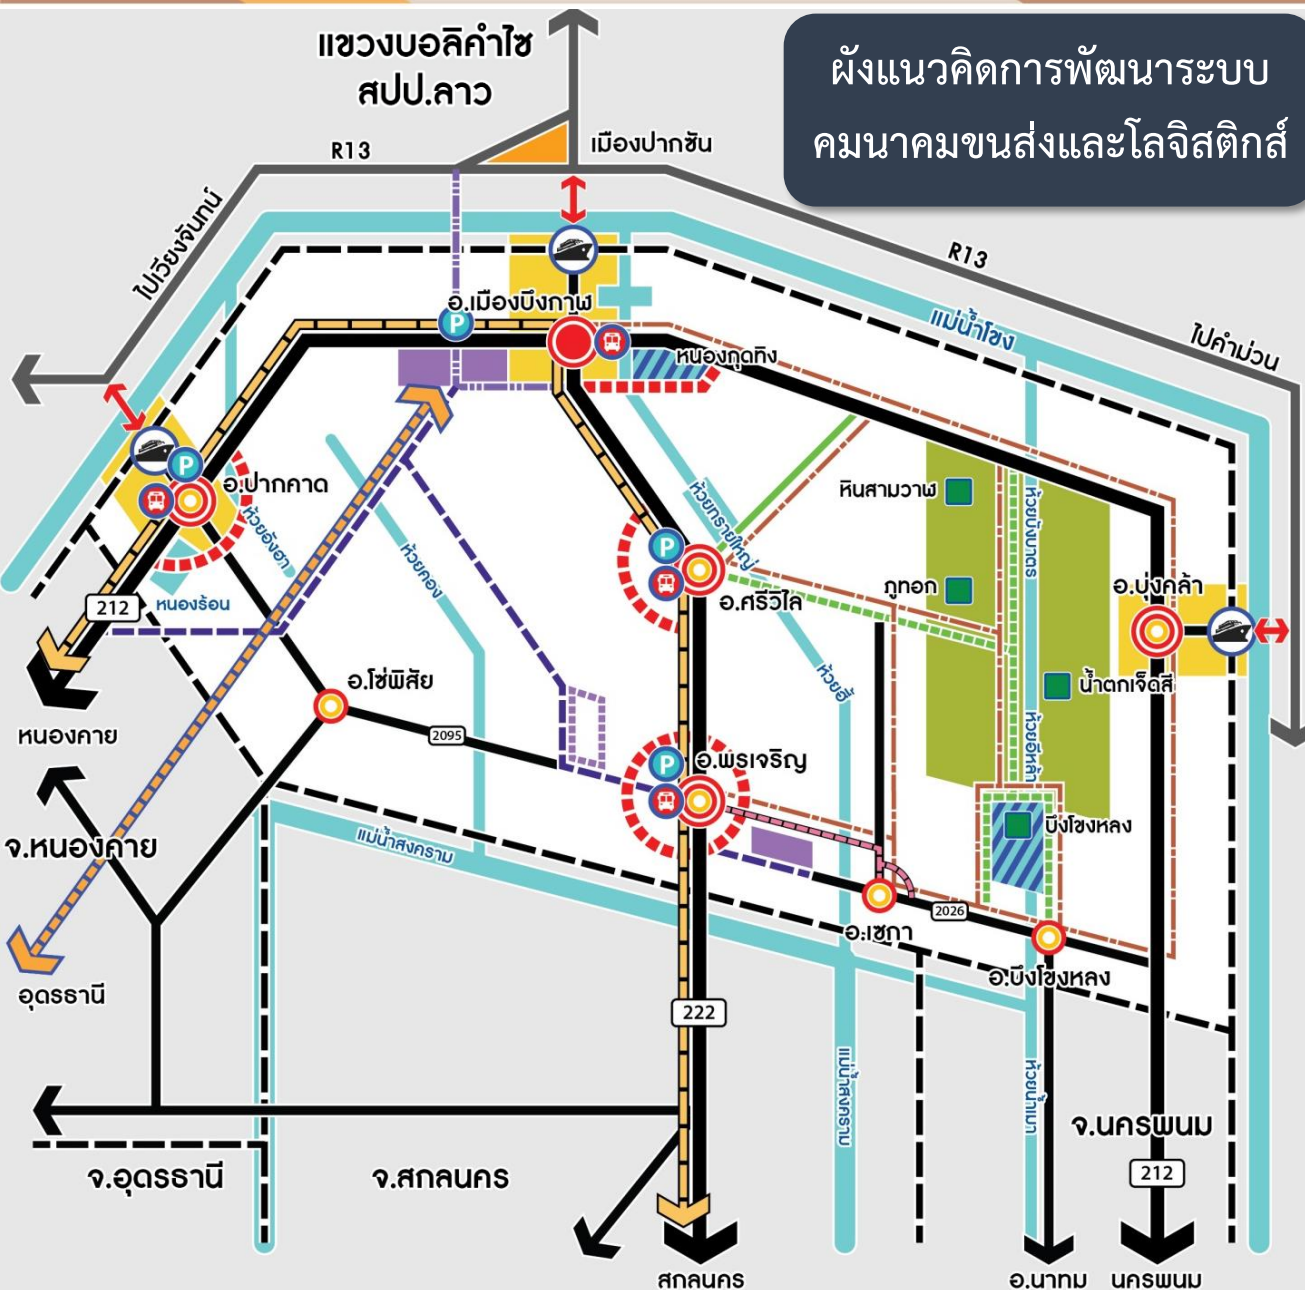 ผังแนวคิดการพัฒนาระบบ
คมนาคมขนส่งและโลจิสติกส์
แขวงบอลิคำไซ
สปป.ลาว
R13
เมืองปากซัน
ไปเวียงจันทน์
R13
แม่น้ำโขง
ไปคำม่วน
อ.เมืองบึงกาฬ
P
หนองกุดทิง
P
อ.ปากคาด
ห้วยอังฮา
ห้วยคอง
ห้วยทรายใหญ่
หินสามวาฬ
ห้วยบังบาตร
P
อ.ศรีวิไล
ภูทอก
อ.บุ่งคล้า
212
หนองร้อน
อ.โซ่พิสัย
ห้วยฮี้
น้ำตกเจ็ดสี
หนองคาย
2095
ห้วยอีหล้า
P
อ.พรเจริญ
จ.หนองคาย
แม่น้ำสงคราม
บึงโขงหลง
2026
อ.เซกา
อ.บึงโขงหลง
อุดรธานี
222
แม่น้ำสงคราม
ห้วยน้ำเมา
จ.นครพนม
จ.อุดรธานี
จ.สกลนคร
212
สกลนคร
อ.นาทม
นครพนม